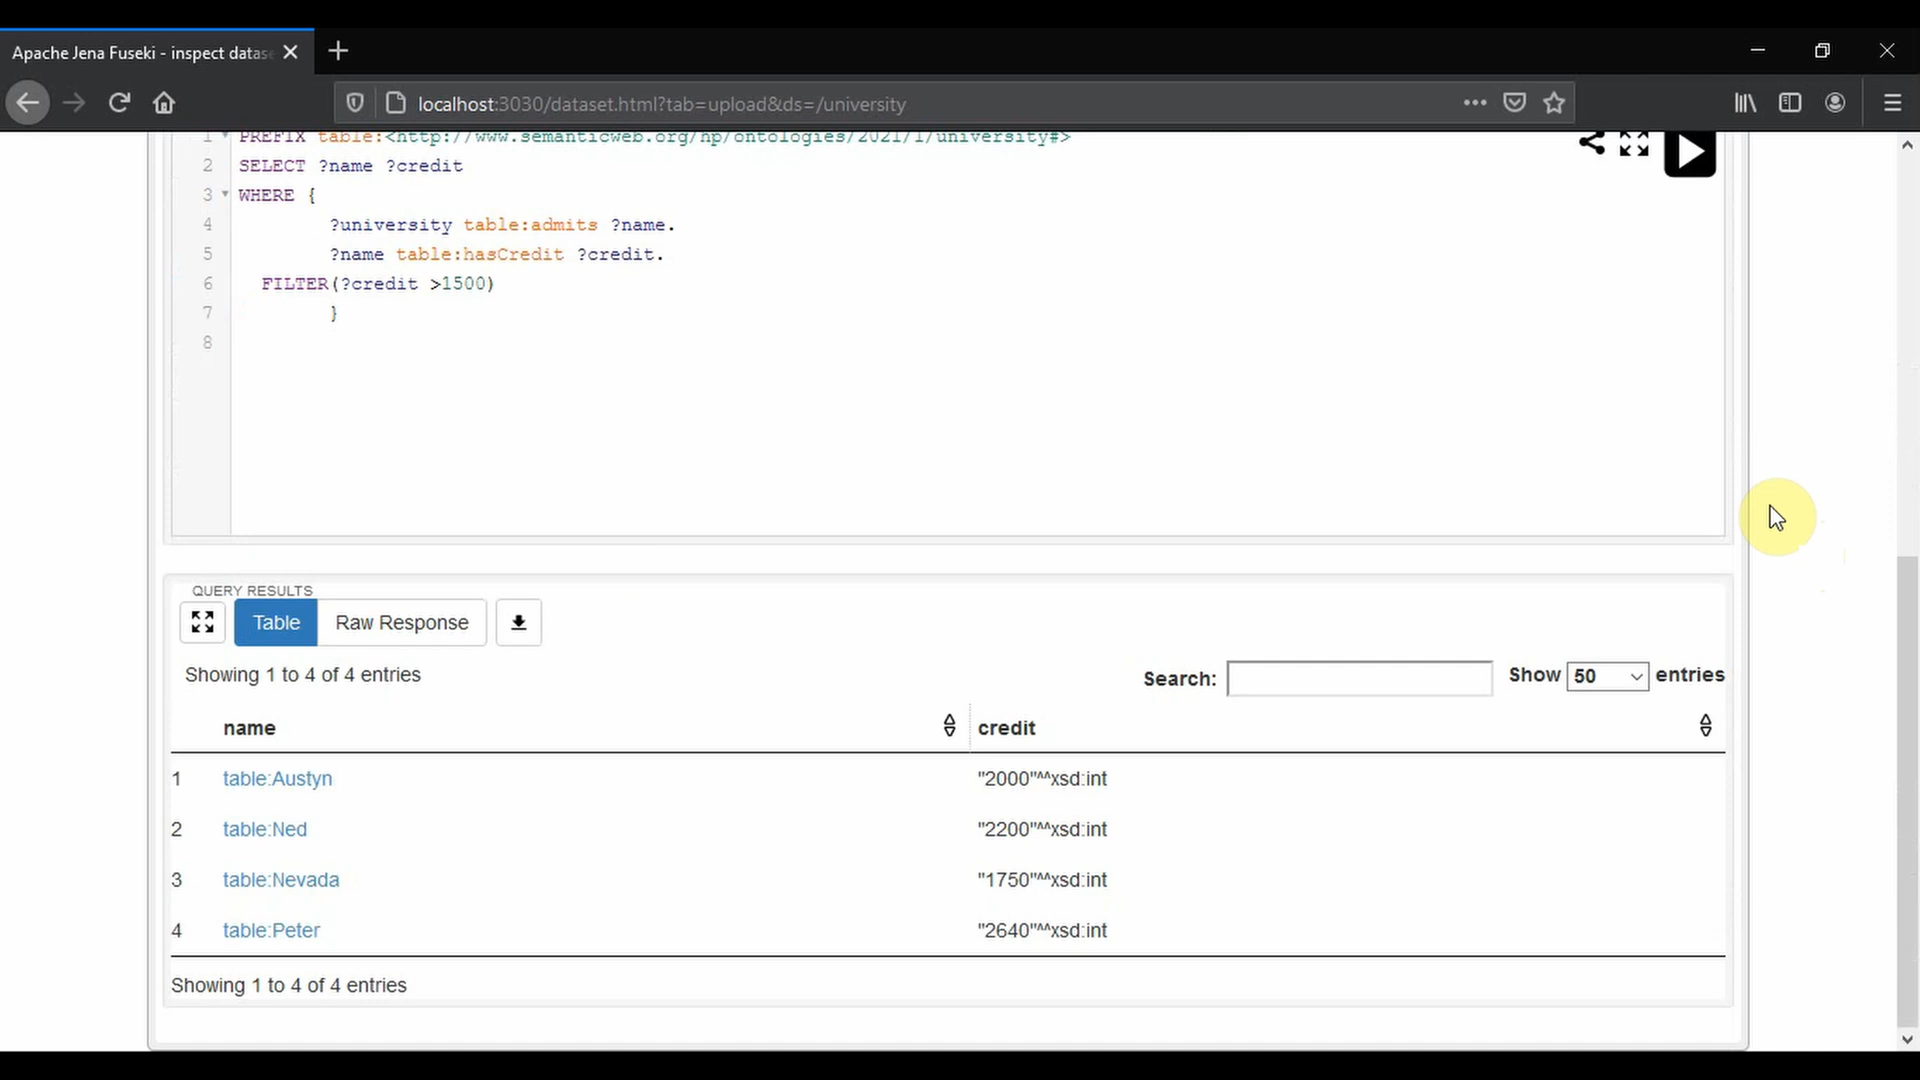 Apache Jena Fuseki - inspect datas
localhost:3030/dataset.html?tab=upload&ds=/university
1 PREFIX table:<http://www.semanticweb.org/hp/ontologies/2021/1/university#>
2 SELECT ?name ?credit
3 WHERE {
4 ?university table:admits ?name.
5 ?name table:hasCredit ?credit.
6 FILTER(?credit >1500)
7 }
8
QUERY RESULTS
Table Raw Response
Showing 1 to 4 of 4 entries Search: Show 50 entries
name credit
1 table:Austyn "2000"^^xsd:int
2 table:Ned "2200"^^xsd:int
3 table:Nevada "1750"^^xsd:int
4 table:Peter "2640"^^xsd:int
Showing 1 to 4 of 4 entries